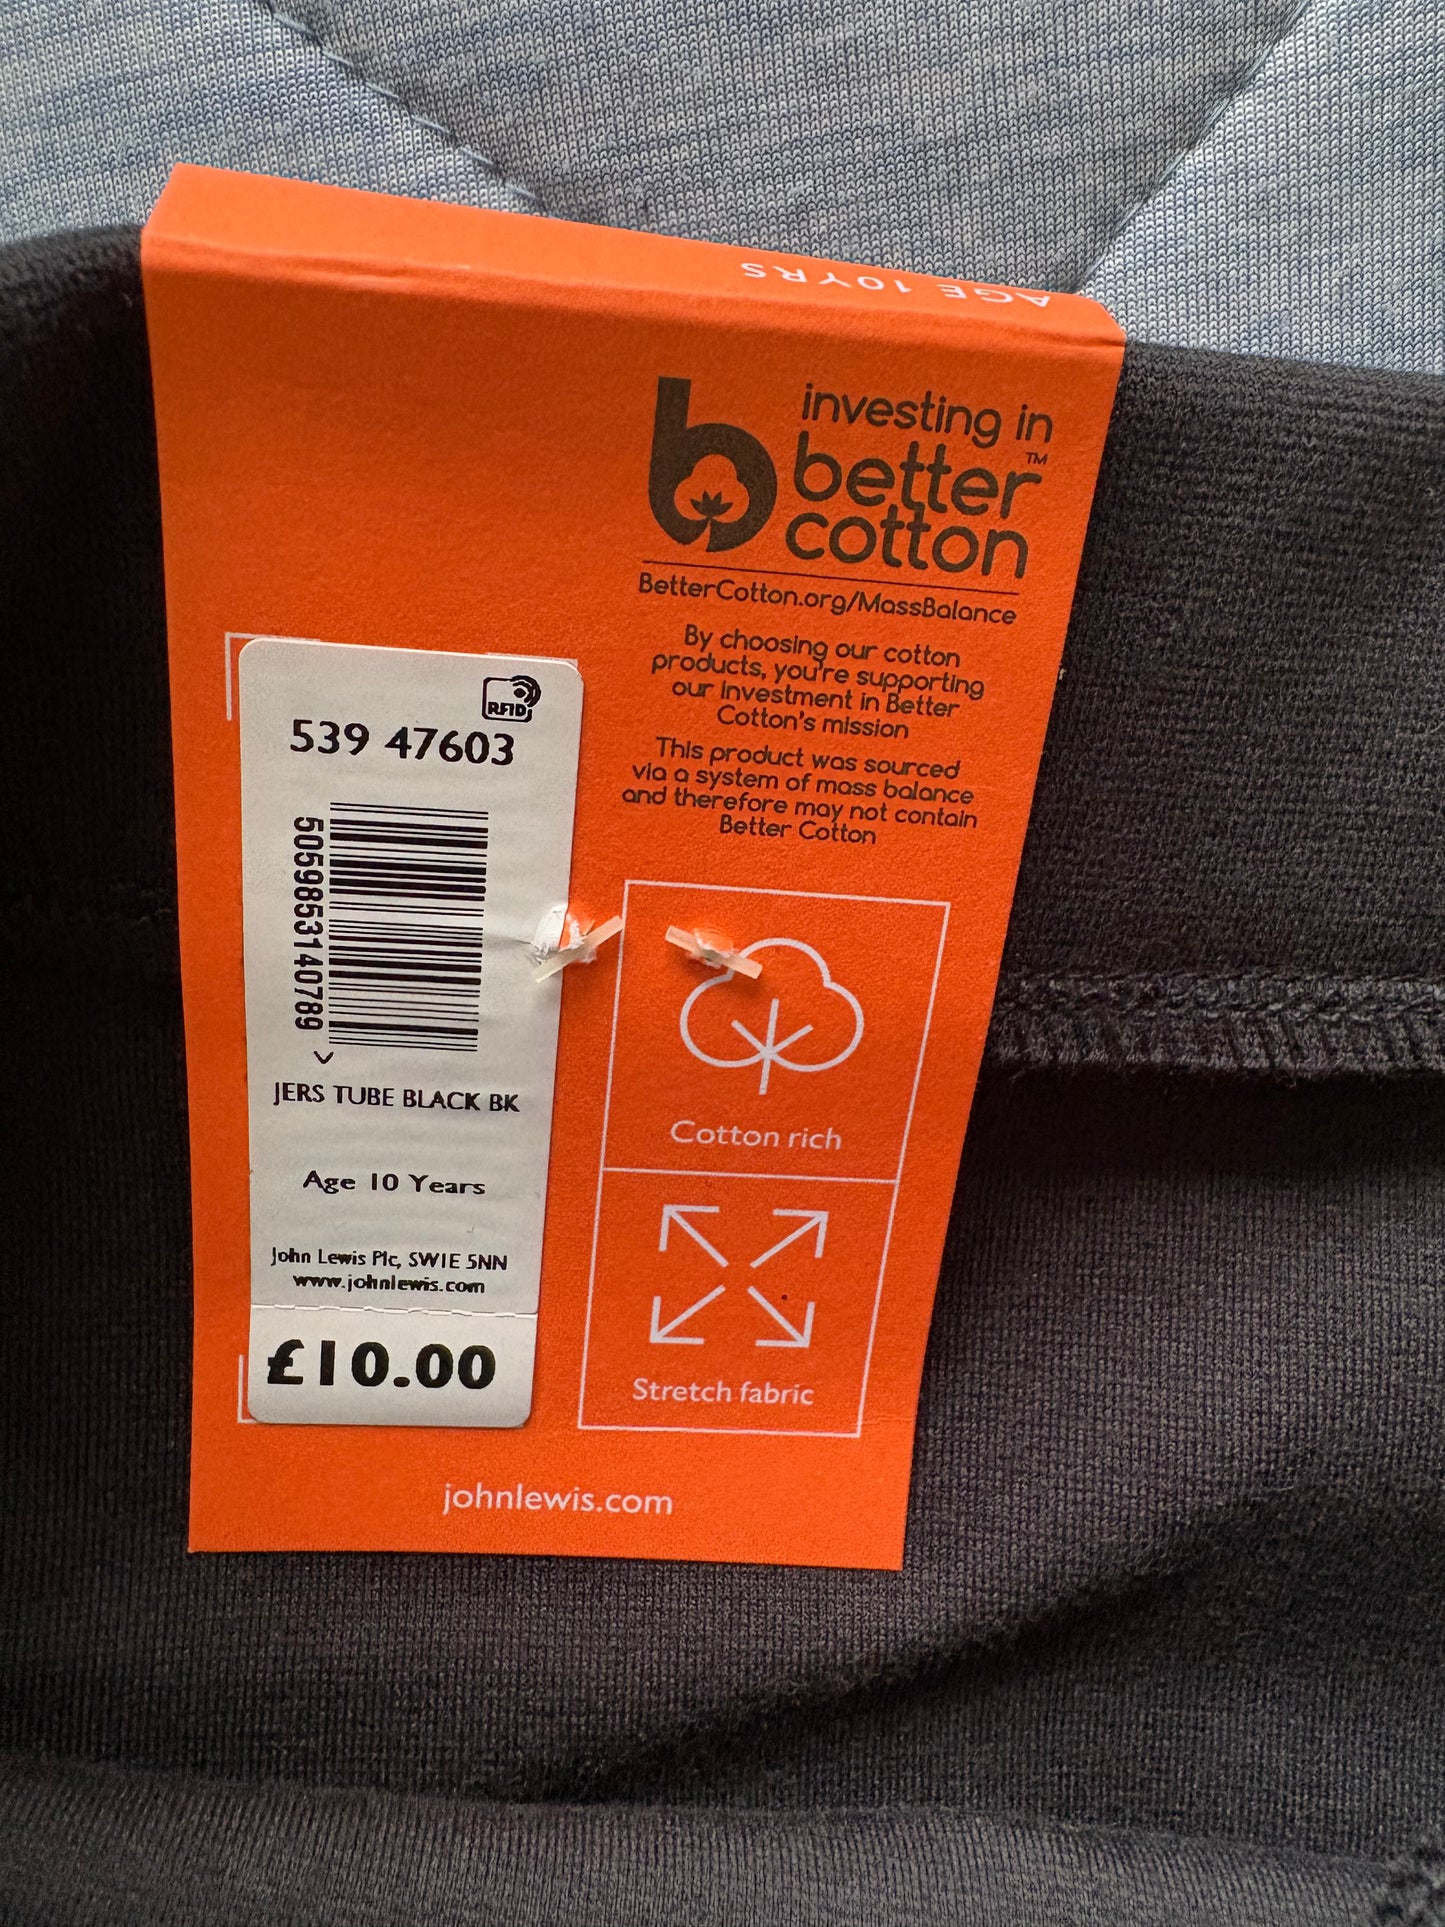 AGE 10YRS
investing in
better™
cotton
BetterCotton.org/MassBalance
By choosing our cotton
products, you're supporting
our investment in Better
Cotton's mission
This product was sourced
via a system of mass balance
and therefore may not contain
Better Cotton
RFID
539 47603
5059853140789
JERS TUBE BLACK BK
Age 10 Years
John Lewis Plc, SW1E 5NN
www.johnlewis.com
£10.00
Cotton rich
Stretch fabric
johnlewis.com